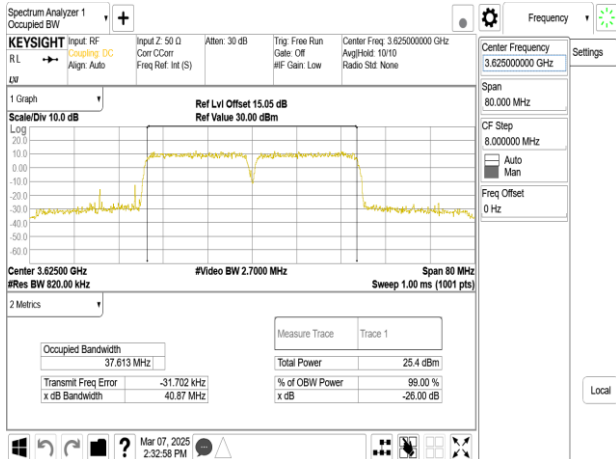 Spectrum Analyzer 1
Occupied BW
+
Frequency
KEYSIGHT
Input: RF
Input Z: 50 Ω
Atten: 30 dB
Trig: Free Run
Center Freq: 3.625000000 GHz
RL
Coupling: DC
Corr CCorr
Gate: Off
Avg|Hold: 10/10
Align: Auto
Freq Ref: Int (S)
#IF Gain: Low
Radio Std: None
LXI
Center Frequency
3.625000000 GHz
Settings
Span
80.000 MHz
CF Step
8.000000 MHz
Auto
Man
Freq Offset
0 Hz
Local
1 Graph
Ref Lvl Offset 15.05 dB
Scale/Div 10.0 dB
Ref Value 30.00 dBm
Log
20.0
10.0
0.00
-10.0
-20.0
-30.0
-40.0
-50.0
-60.0
Center 3.62500 GHz
#Video BW 2.7000 MHz
Span 80 MHz
#Res BW 820.00 kHz
Sweep 1.00 ms (1001 pts)
2 Metrics
Measure Trace
Trace 1
Occupied Bandwidth
37.613 MHz
Total Power
25.4 dBm
Transmit Freq Error
-31.702 kHz
% of OBW Power
99.00 %
x dB Bandwidth
40.87 MHz
x dB
-26.00 dB
?
Mar 07, 2025
2:32:58 PM